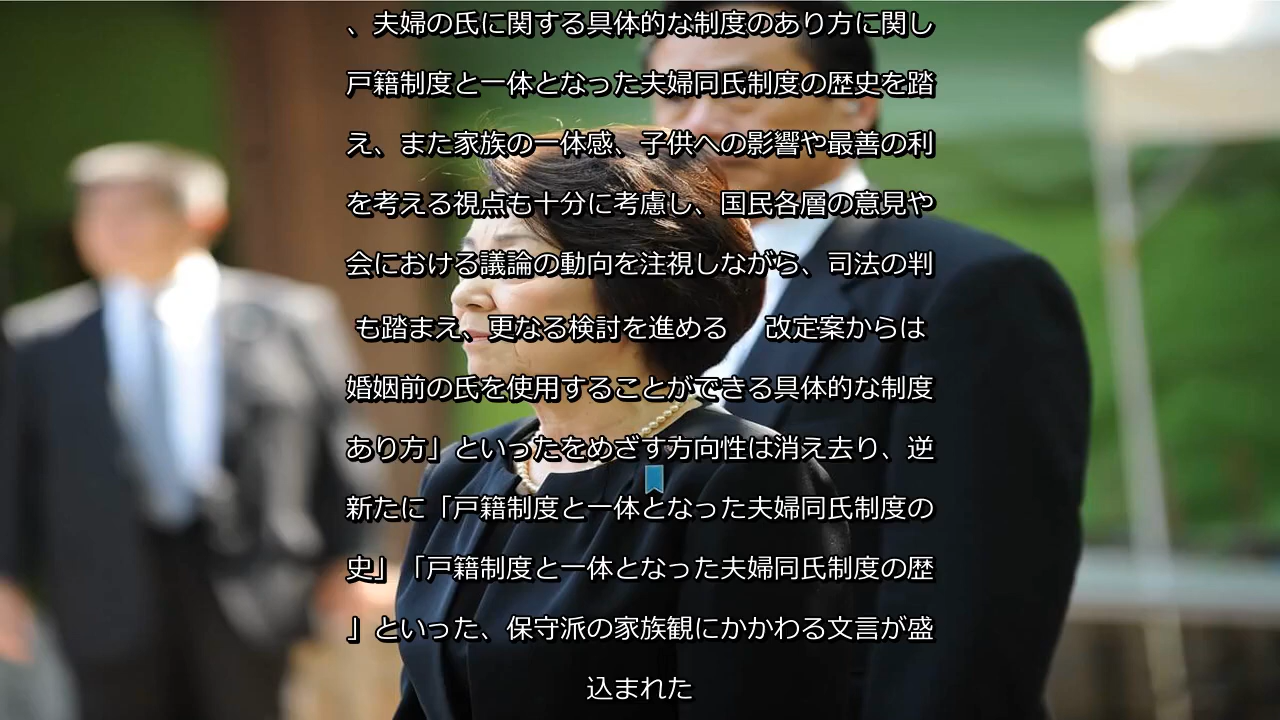 、夫婦の氏に関する具体的な制度のあり方に関し
戸籍制度と一体となった夫婦同氏制度の歴史を踏
え、また家族の一体感、子供への影響や最善の利
を考える視点も十分に考慮し、国民各層の意見や
会における議論の動向を注視しながら、司法の判
も踏まえ、更なる検討を進める　改定案からは
婚姻前の氏を使用することができる具体的な制度
あり方」といったをめざす方向性は消え去り、逆
新たに「戸籍制度と一体となった夫婦同氏制度の
史」「戸籍制度と一体となった夫婦同氏制度の歴
」といった、保守派の家族観にかかわる文言が盛
込まれた